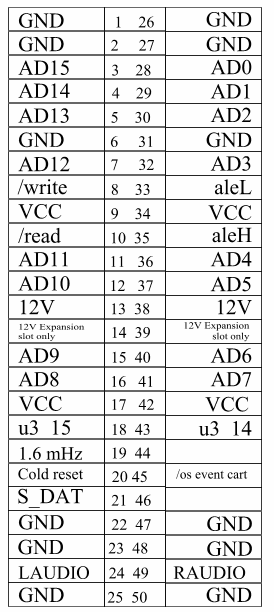 GND 1 26 GND
GND 2 27 GND
AD15 3 28 AD0
AD14 4 29 AD1
AD13 5 30 AD2
GND 6 31 GND
AD12 7 32 AD3
/write 8 33 aleL
VCC 9 34 VCC
/read 10 35 aleH
AD11 11 36 AD4
AD10 12 37 AD5
12V 13 38 12V
12V Expansion 14 39 12V Expansion
slot only slot only
AD9 15 40 AD6
AD8 16 41 AD7
VCC 17 42 VCC
u3 15 18 43 u3 14
1.6 mHz 19 44
Cold reset 20 45 /os event cart
S_DAT 21 46
GND 22 47 GND
GND 23 48 GND
LAUDIO 24 49 RAUDIO
GND 25 50 GND